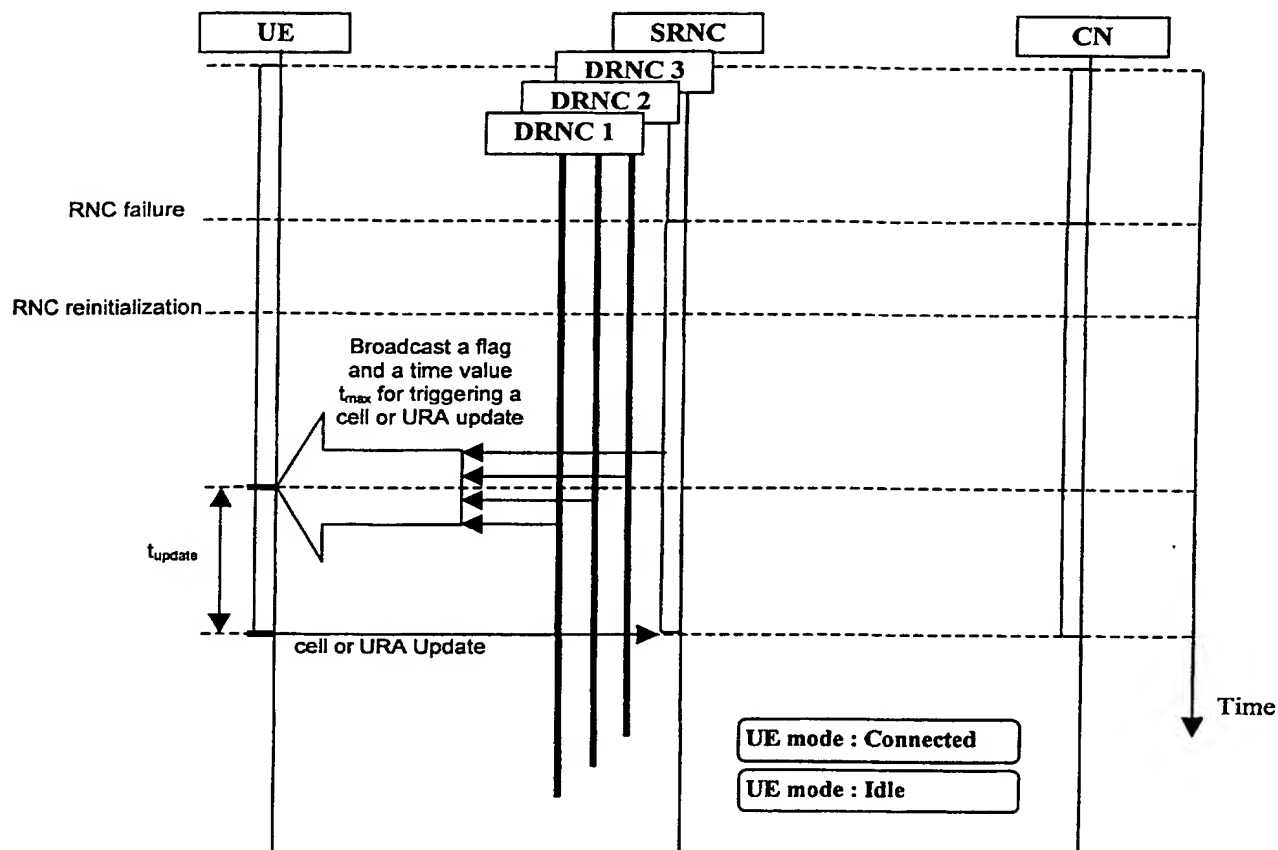 UE
SRNC
CN
DRNC 3
DRNC 2
DRNC 1
RNC failure
RNC reinitialization
Broadcast a flag
and a time value
tmax for triggering a
cell or URA update
tupdate
cell or URA Update
Time
UE mode : Connected
UE mode : Idle